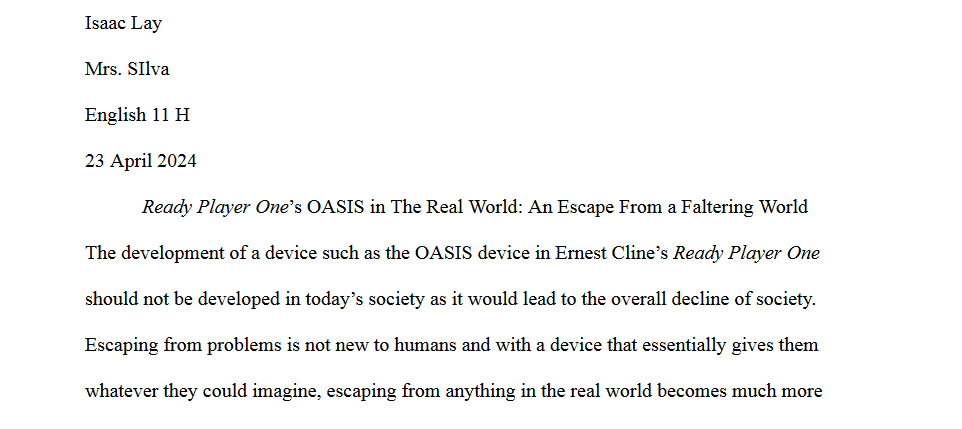 Isaac Lay
Mrs. SIlva
English 11 H
23 April 2024
Ready Player One’s OASIS in The Real World: An Escape From a Faltering World
The development of a device such as the OASIS device in Ernest Cline’s Ready Player One
should not be developed in today’s society as it would lead to the overall decline of society.
Escaping from problems is not new to humans and with a device that essentially gives them
whatever they could imagine, escaping from anything in the real world becomes much more